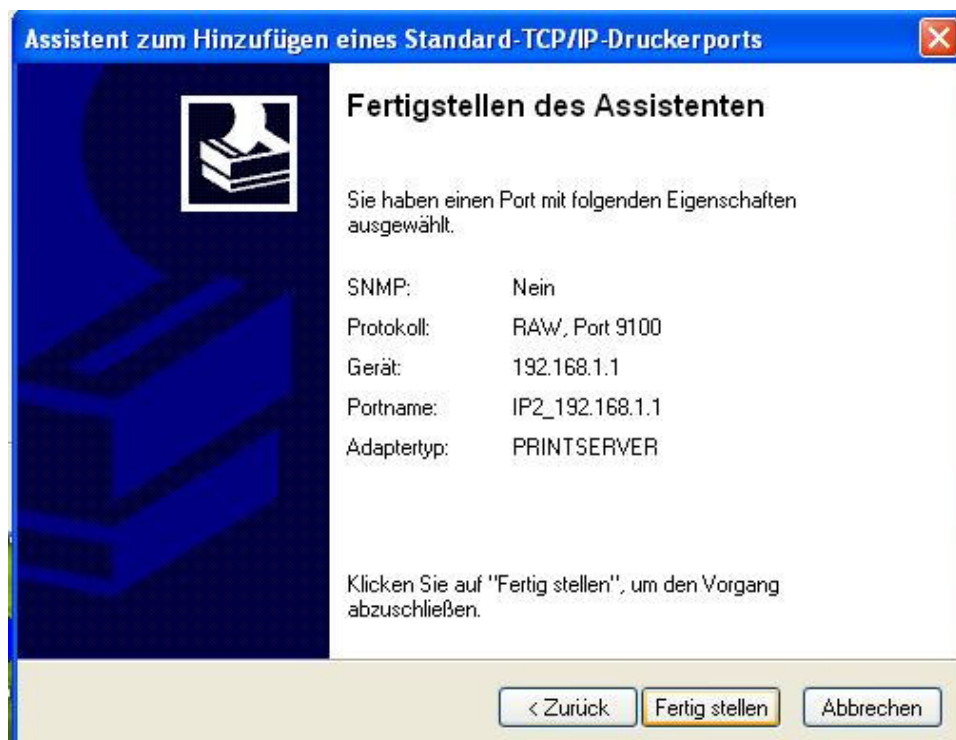 Assistent zum Hinzufügen eines Standard-TCP/IP-Druckerports
Fertigstellen des Assistenten
Sie haben einen Port mit folgenden Eigenschaften
ausgewählt.
SNMP: Nein
Protokoll: RAW, Port 9100
Gerät: 192.168.1.1
Portname: IP2_192.168.1.1
Adaptertyp: PRINTSERVER
Klicken Sie auf "Fertig stellen", um den Vorgang
abzuschließen.
< Zurück Fertig stellen Abbrechen